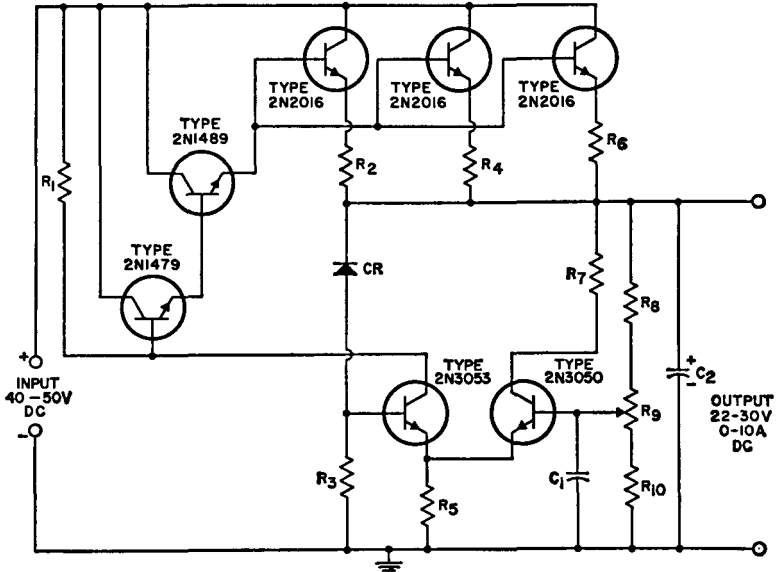 TYPE
2N2016
TYPE
2N2016
TYPE
2N2016
TYPE
2N1489
R1
R2
R4
R6
TYPE
2N1479
CR
R7
R8
+
INPUT
40-50V
DC
-
TYPE
2N3053
TYPE
2N3050
+
C2
-
R9
OUTPUT
22-30V
0-10A
DC
R3
R5
C1
R10